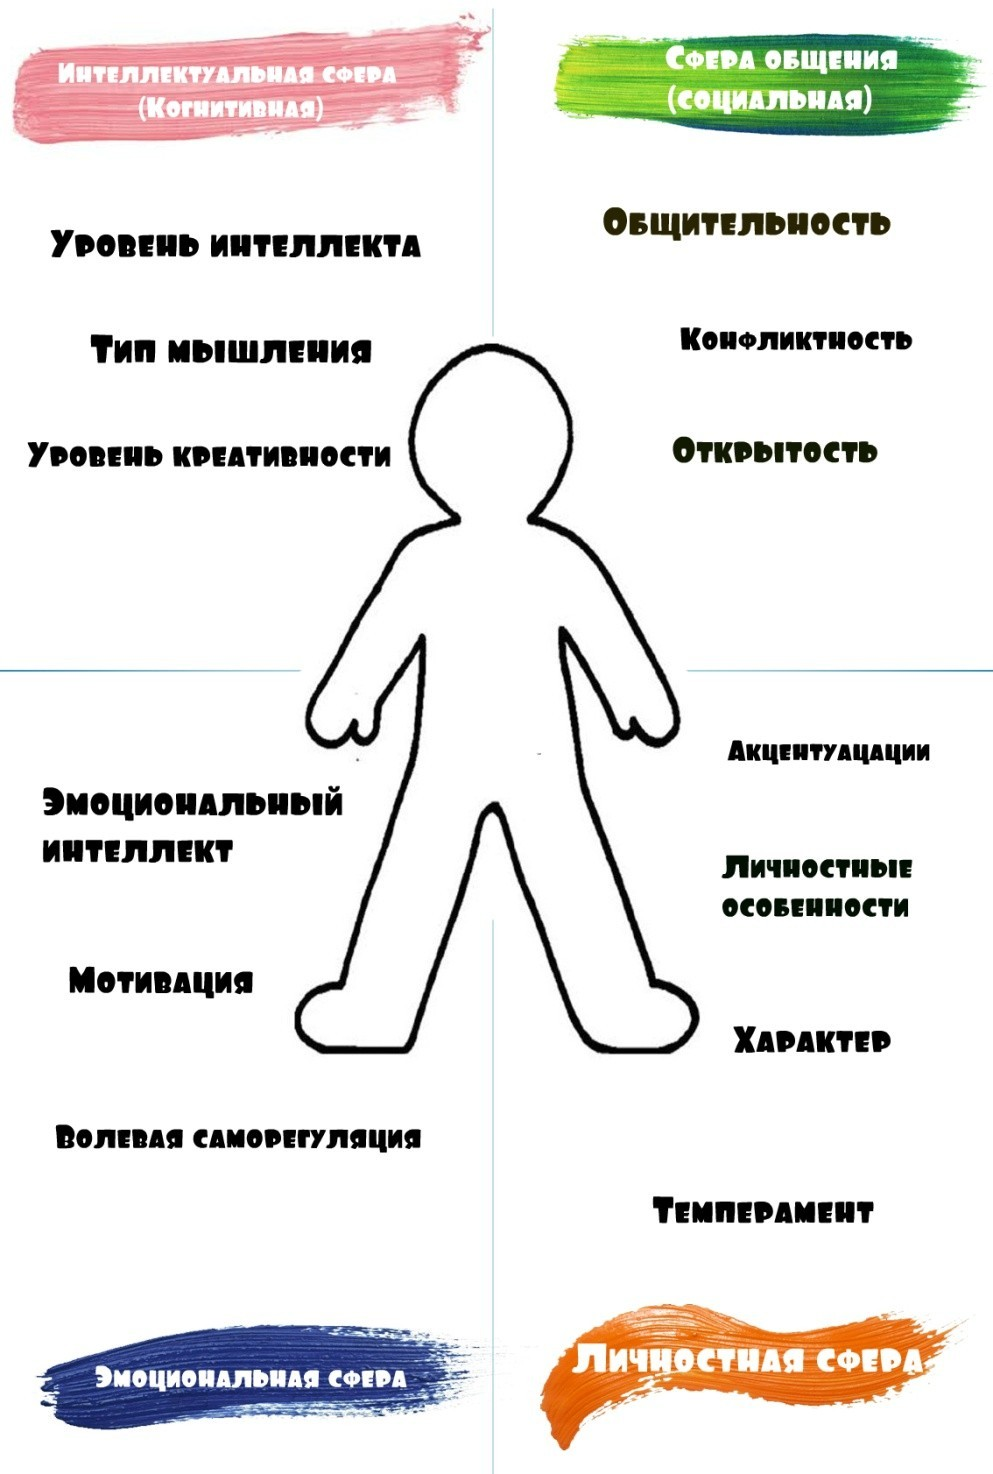 Интеллектуальная сфера
(Когнитивная)
Уровень интеллекта
Тип мышления
Уровень креативности
Сфера общения
(социальная)
Общительность
Конфликтность
Открытость
Эмоциональный
интеллект
Мотивация
Волевая саморегуляция
Эмоциональная сфера
Акцентуацации
Личностные
особенности
Характер
Темперамент
Личностная сфера